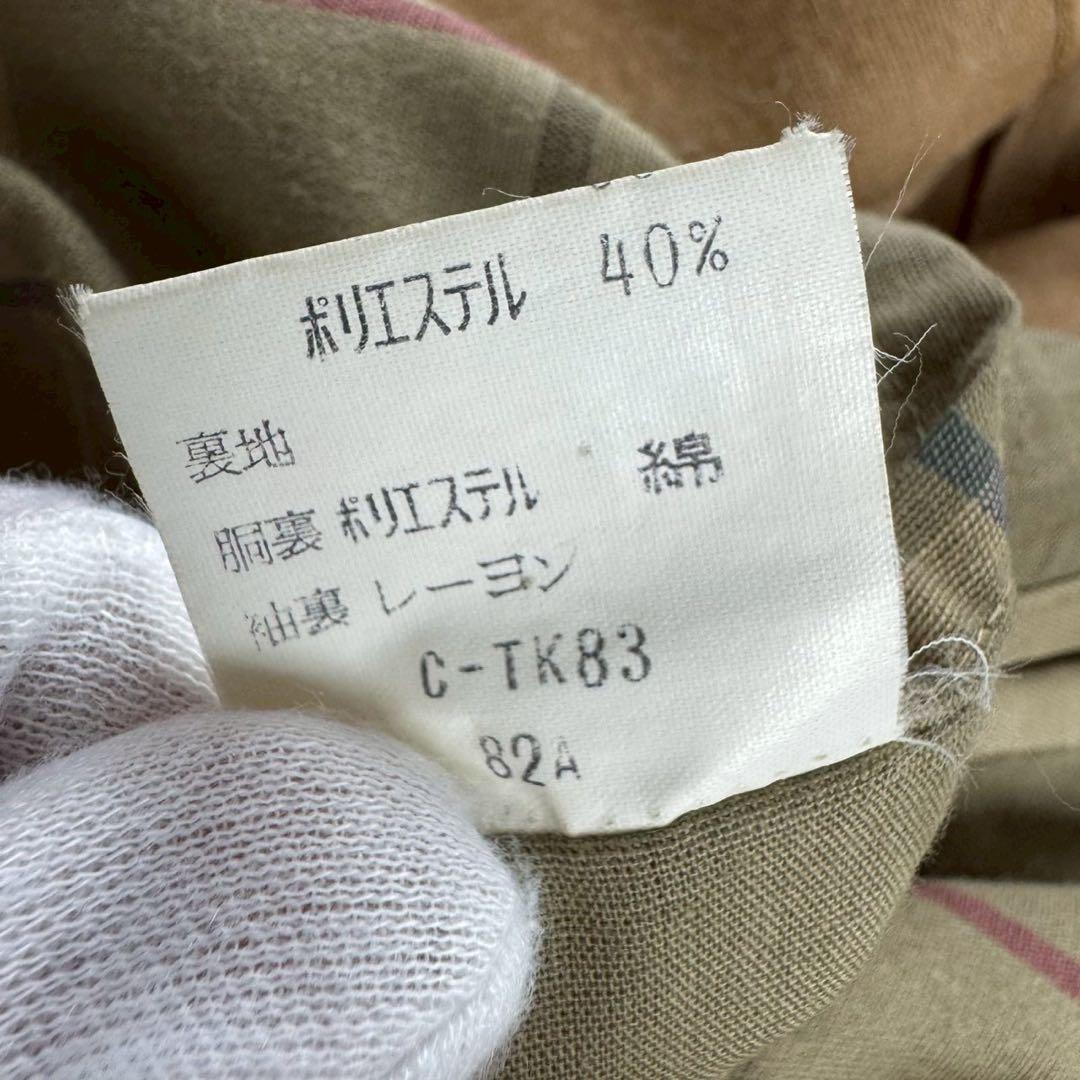 ポリエステル 40%
裏地
胴裏 ポリエステル 綿
袖裏 レーヨン
C-TK83
82A